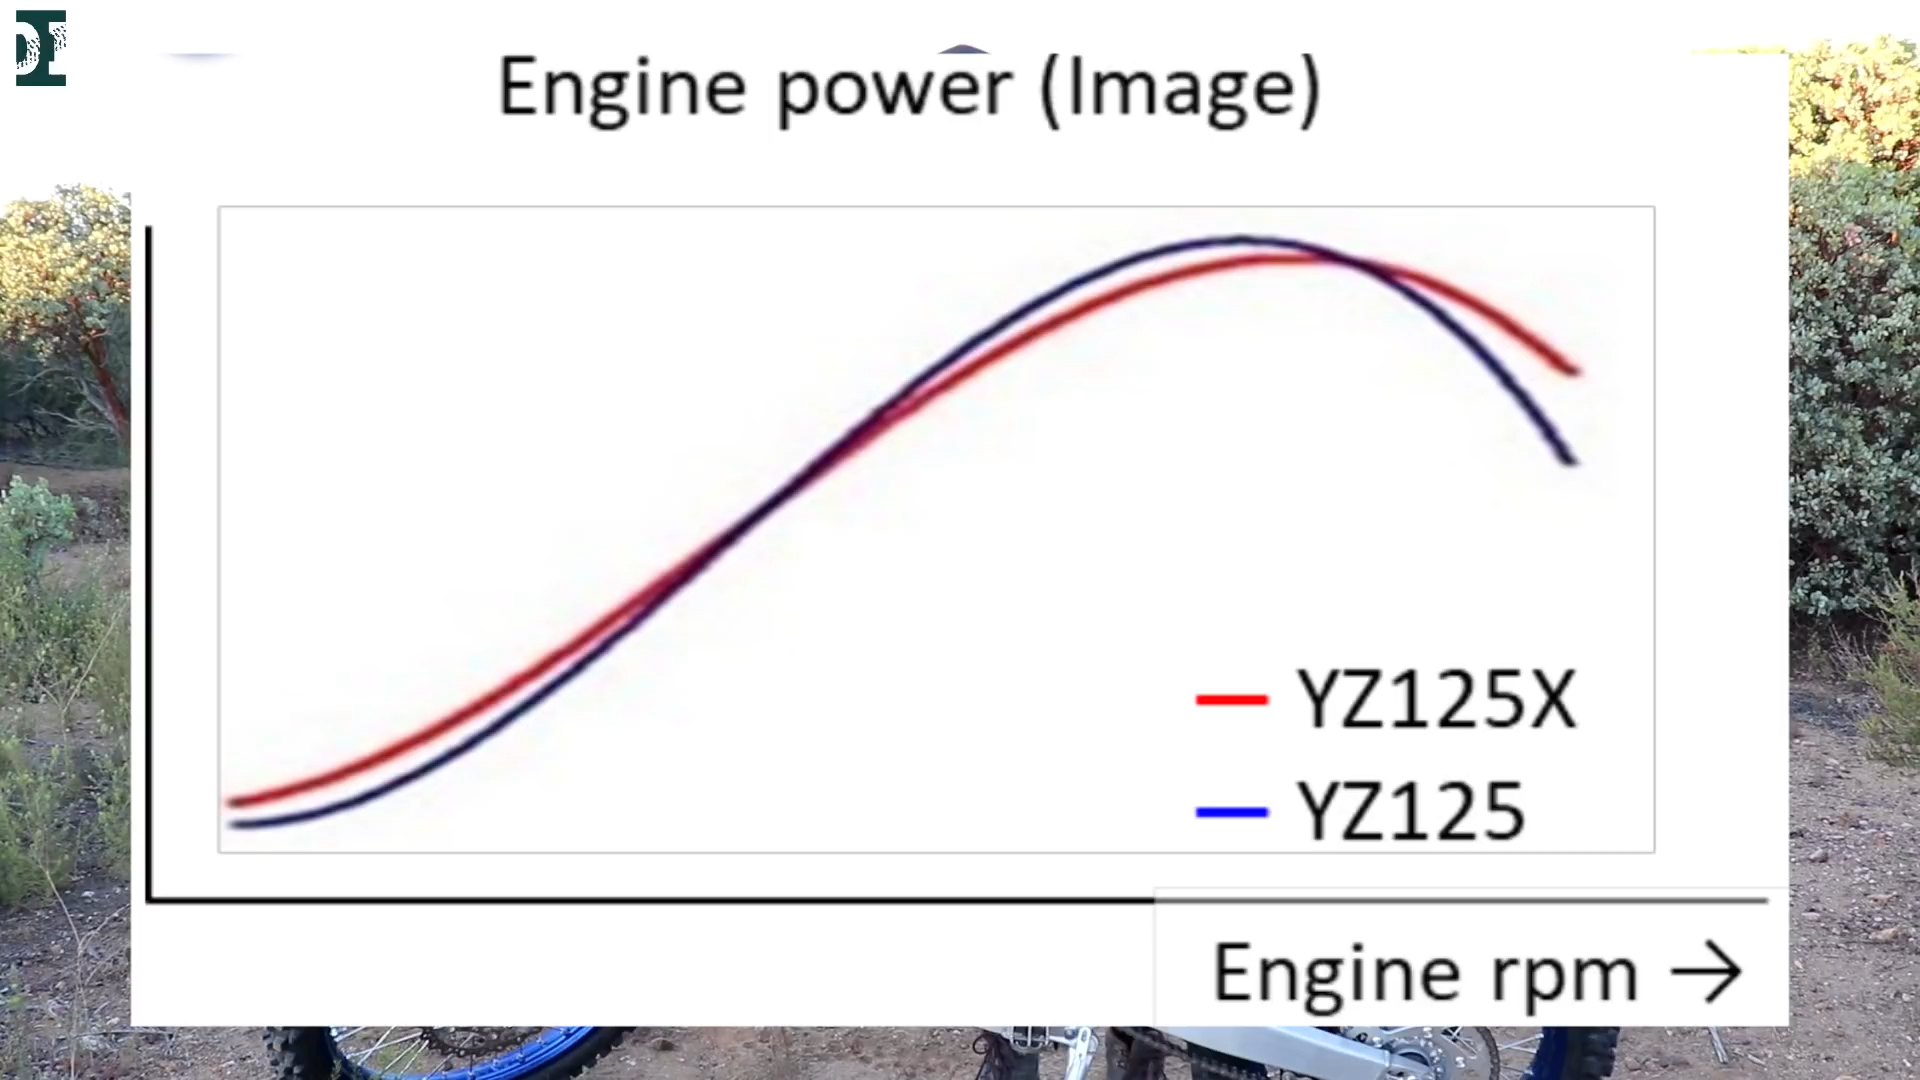 Engine power (Image)
YZ125X
YZ125
Engine rpm →